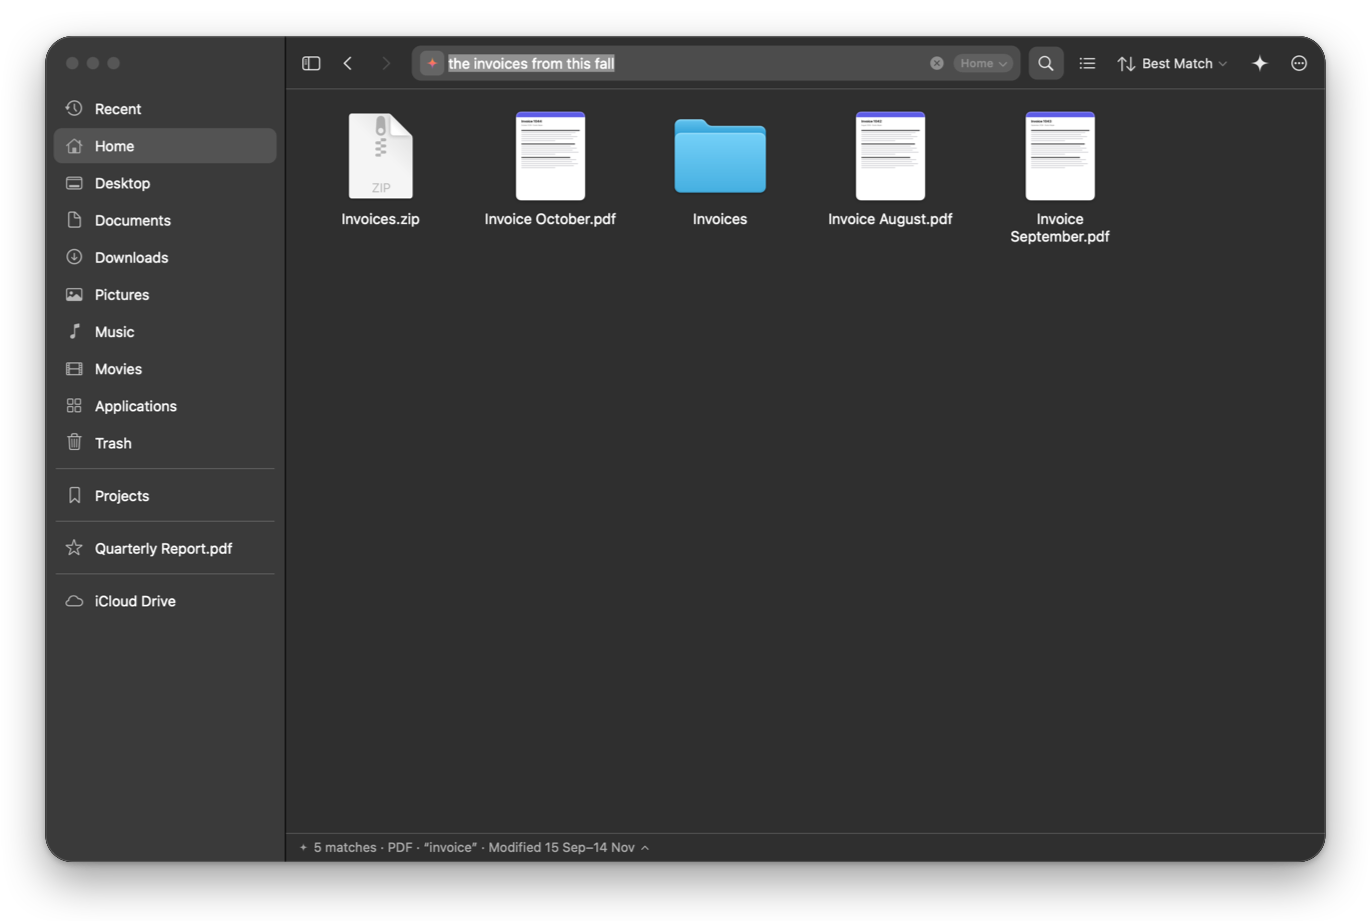 the invoices from this fall
Home
Best Match
Recent
Home
Desktop
Documents
Downloads
Pictures
Music
Movies
Applications
Trash
Projects
Quarterly Report.pdf
iCloud Drive
ZIP
Invoices.zip
Invoice October.pdf
Invoices
Invoice August.pdf
Invoice
September.pdf
5 matches · PDF · “invoice” · Modified 15 Sep–14 Nov